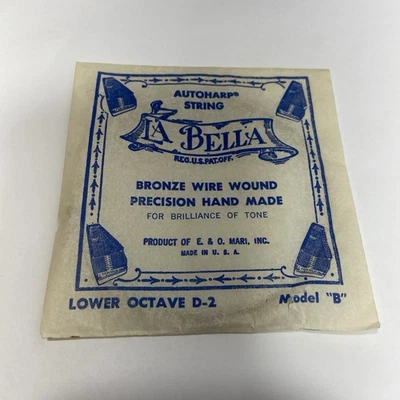 AUTOHARP®
STRING
LA BELLA
REG.U.S.PAT.OFF.
BRONZE WIRE WOUND
PRECISION HAND MADE
FOR BRILLIANCE OF TONE
PRODUCT OF E. & O. MARI, INC.
MADE IN U. S. A.
LOWER OCTAVE D-2 Model "B"